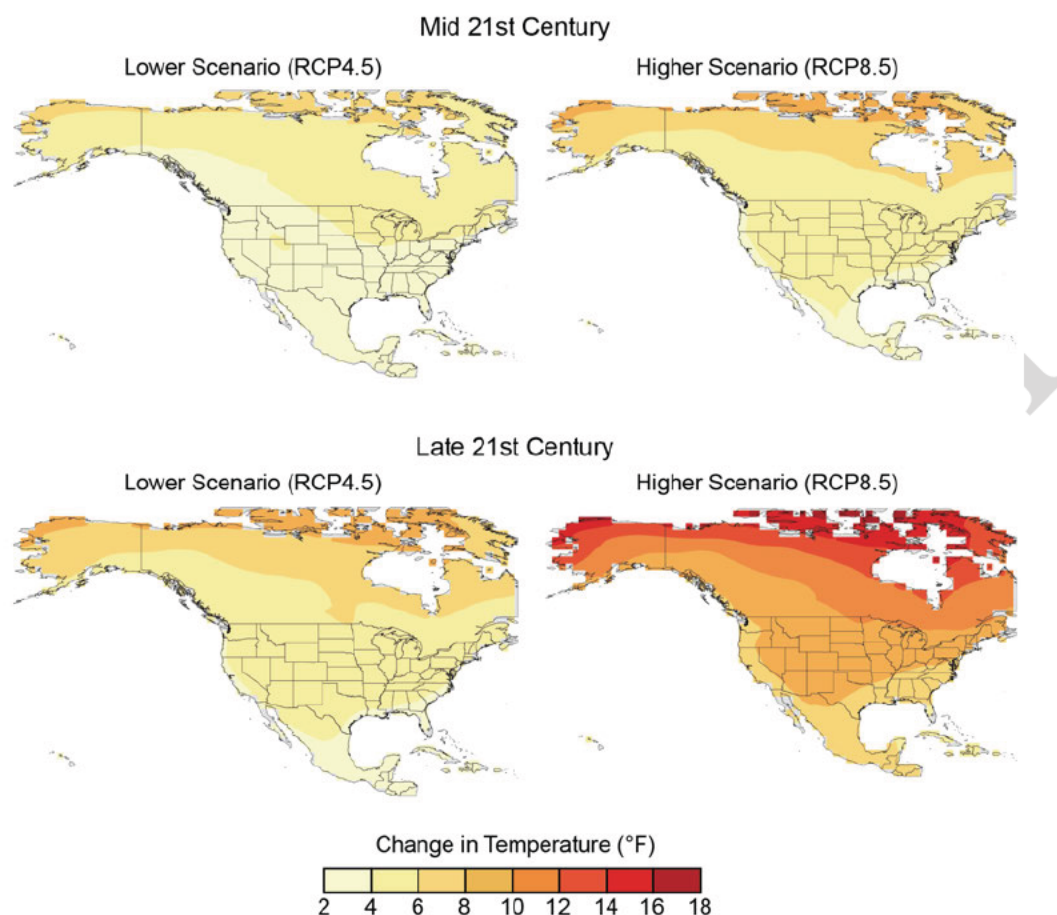 Mid 21st Century
Lower Scenario (RCP4.5)
Higher Scenario (RCP8.5)
Late 21st Century
Lower Scenario (RCP4.5)
Higher Scenario (RCP8.5)
Change in Temperature (°F)
2 4 6 8 10 12 14 16 18